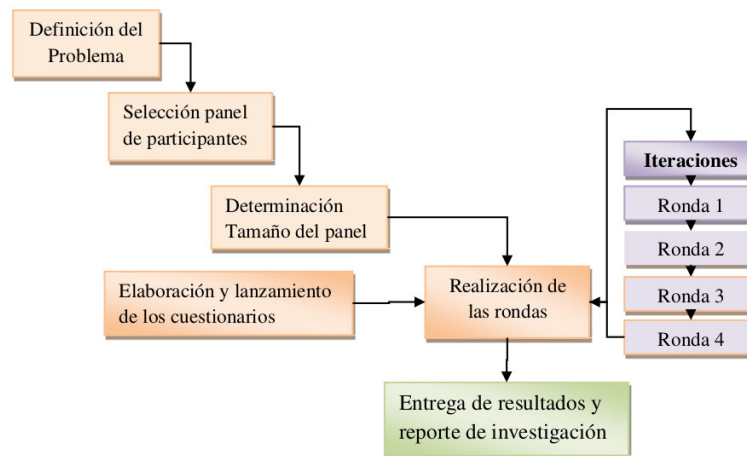 Definición del
Problema
Selección panel
de participantes
Determinación
Tamaño del panel
Elaboración y lanzamiento
de los cuestionarios
Realización de
las rondas
Iteraciones
Ronda 1
Ronda 2
Ronda 3
Ronda 4
Entrega de resultados y
reporte de investigación